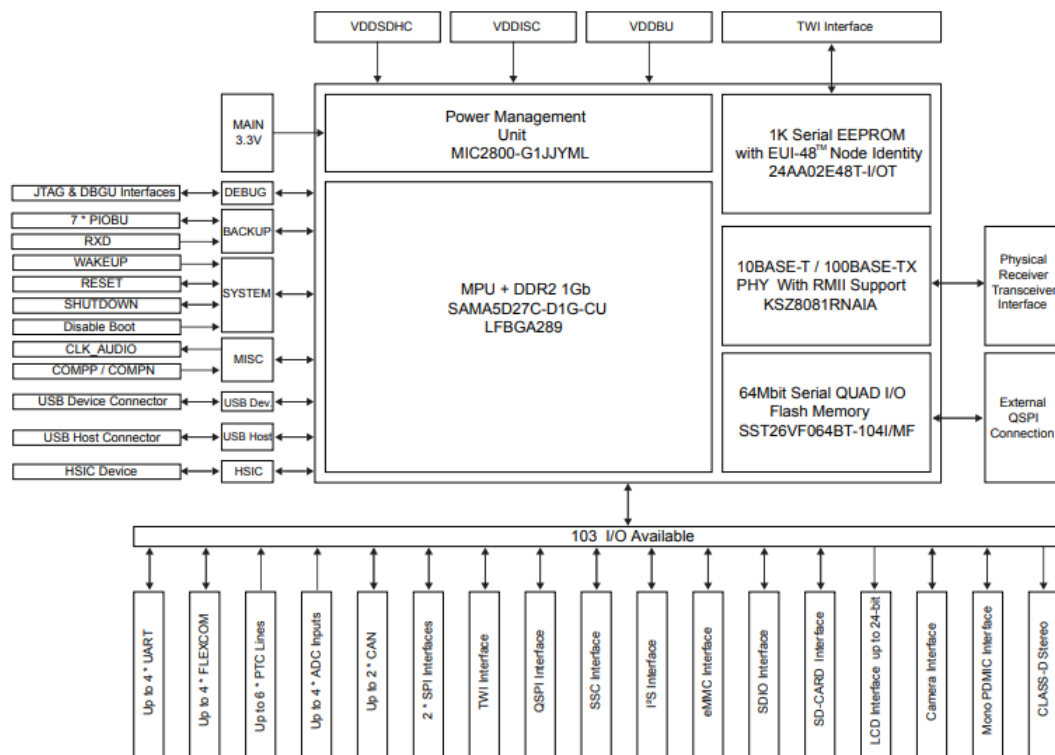 VDDSDHC
VDDISC
VDDBU
TWI Interface
MAIN
3.3V
Power Management
Unit
MIC2800-G1JJYML
1K Serial EEPROM
with EUI-48™ Node Identity
24AA02E48T-I/OT
JTAG & DBGU Interfaces
DEBUG
7 * PIOBU
RXD
BACKUP
WAKEUP
RESET
SHUTDOWN
Disable Boot
SYSTEM
CLK_AUDIO
COMPP / COMPN
MISC
USB Device Connector
USB Dev.
USB Host Connector
USB Host
HSIC Device
HSIC
MPU + DDR2 1Gb
SAMA5D27C-D1G-CU
LFBGA289
10BASE-T / 100BASE-TX
PHY With RMII Support
KSZ8081RNAIA
Physical
Receiver
Transceiver
Interface
64Mbit Serial QUAD I/O
Flash Memory
SST26VF064BT-104I/MF
External
QSPI
Connection
103 I/O Available
Up to 4 * UART
Up to 4 * FLEXCOM
Up to 6 * PTC Lines
Up to 4 * ADC Inputs
Up to 2 * CAN
2 * SPI Interfaces
TWI Interface
QSPI Interface
SSC Interface
I²S Interface
eMMC Interface
SDIO Interface
SD-CARD Interface
LCD Interface up to 24-bit
Camera Interface
Mono PDMIC Interface
CLASS-D Stereo